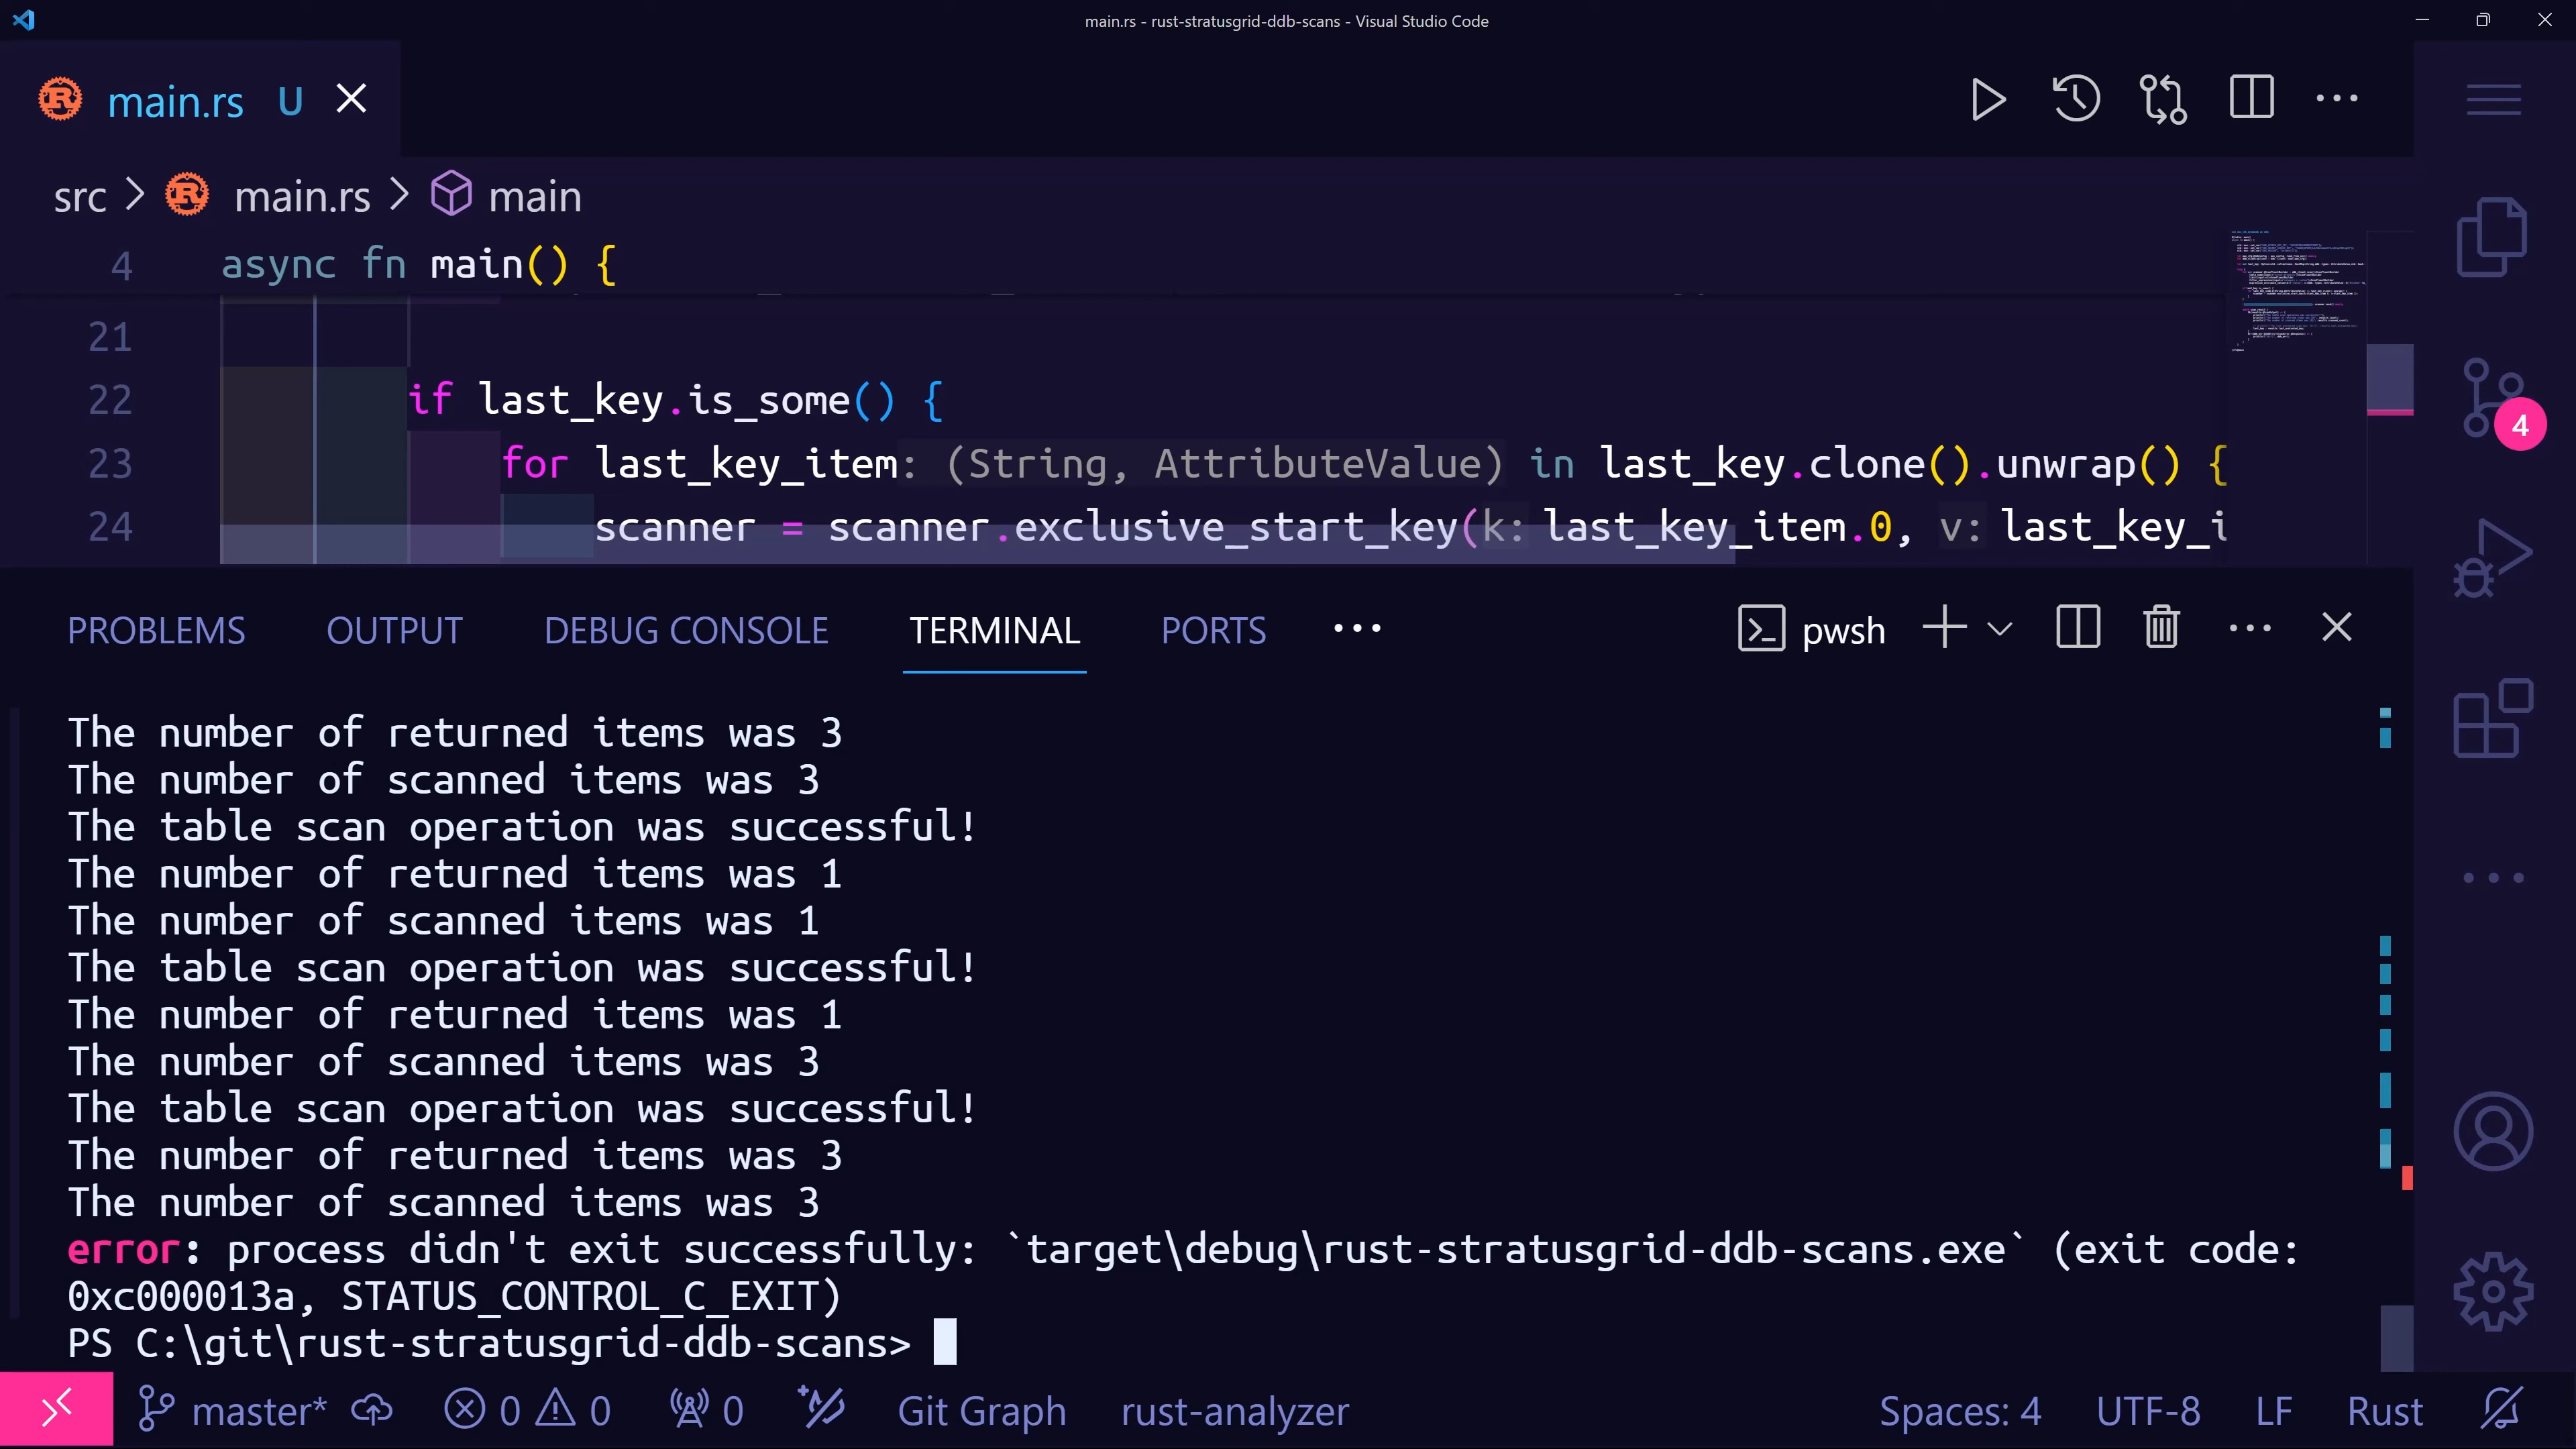 main.rs - rust-stratusgrid-ddb-scans - Visual Studio Code
main.rs U
src > main.rs > main
4 async fn main() {
21
22 if last_key.is_some() {
23 for last_key_item: (String, AttributeValue) in last_key.clone().unwrap() {
24 scanner = scanner.exclusive_start_key(k: last_key_item.0, v: last_key_i
4
PROBLEMS OUTPUT DEBUG CONSOLE TERMINAL PORTS ... pwsh
The number of returned items was 3
The number of scanned items was 3
The table scan operation was successful!
The number of returned items was 1
The number of scanned items was 1
The table scan operation was successful!
The number of returned items was 1
The number of scanned items was 3
The table scan operation was successful!
The number of returned items was 3
The number of scanned items was 3
error: process didn't exit successfully: `target\debug\rust-stratusgrid-ddb-scans.exe` (exit code:
0xc000013a, STATUS_CONTROL_C_EXIT)
PS C:\git\rust-stratusgrid-ddb-scans>
master* 0 0 0 Git Graph rust-analyzer Spaces: 4 UTF-8 LF Rust